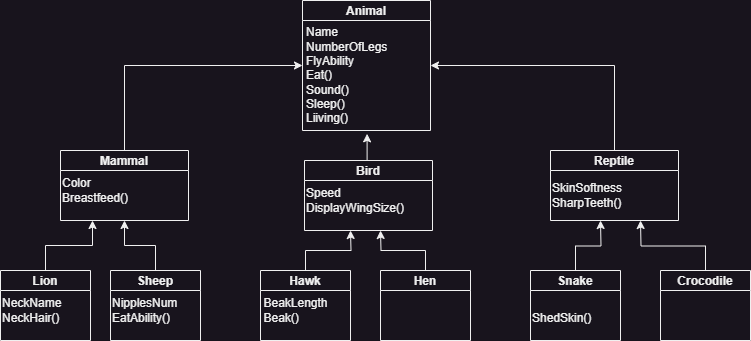 Animal
Name
NumberOfLegs
FlyAbility
Eat()
Sound()
Sleep()
Liiving()
Mammal
Color
Breastfeed()
Bird
Speed
DisplayWingSize()
Reptile
SkinSoftness
SharpTeeth()
Lion
NeckName
NeckHair()
Sheep
NipplesNum
EatAbility()
Hawk
BeakLength
Beak()
Hen
Snake
ShedSkin()
Crocodile